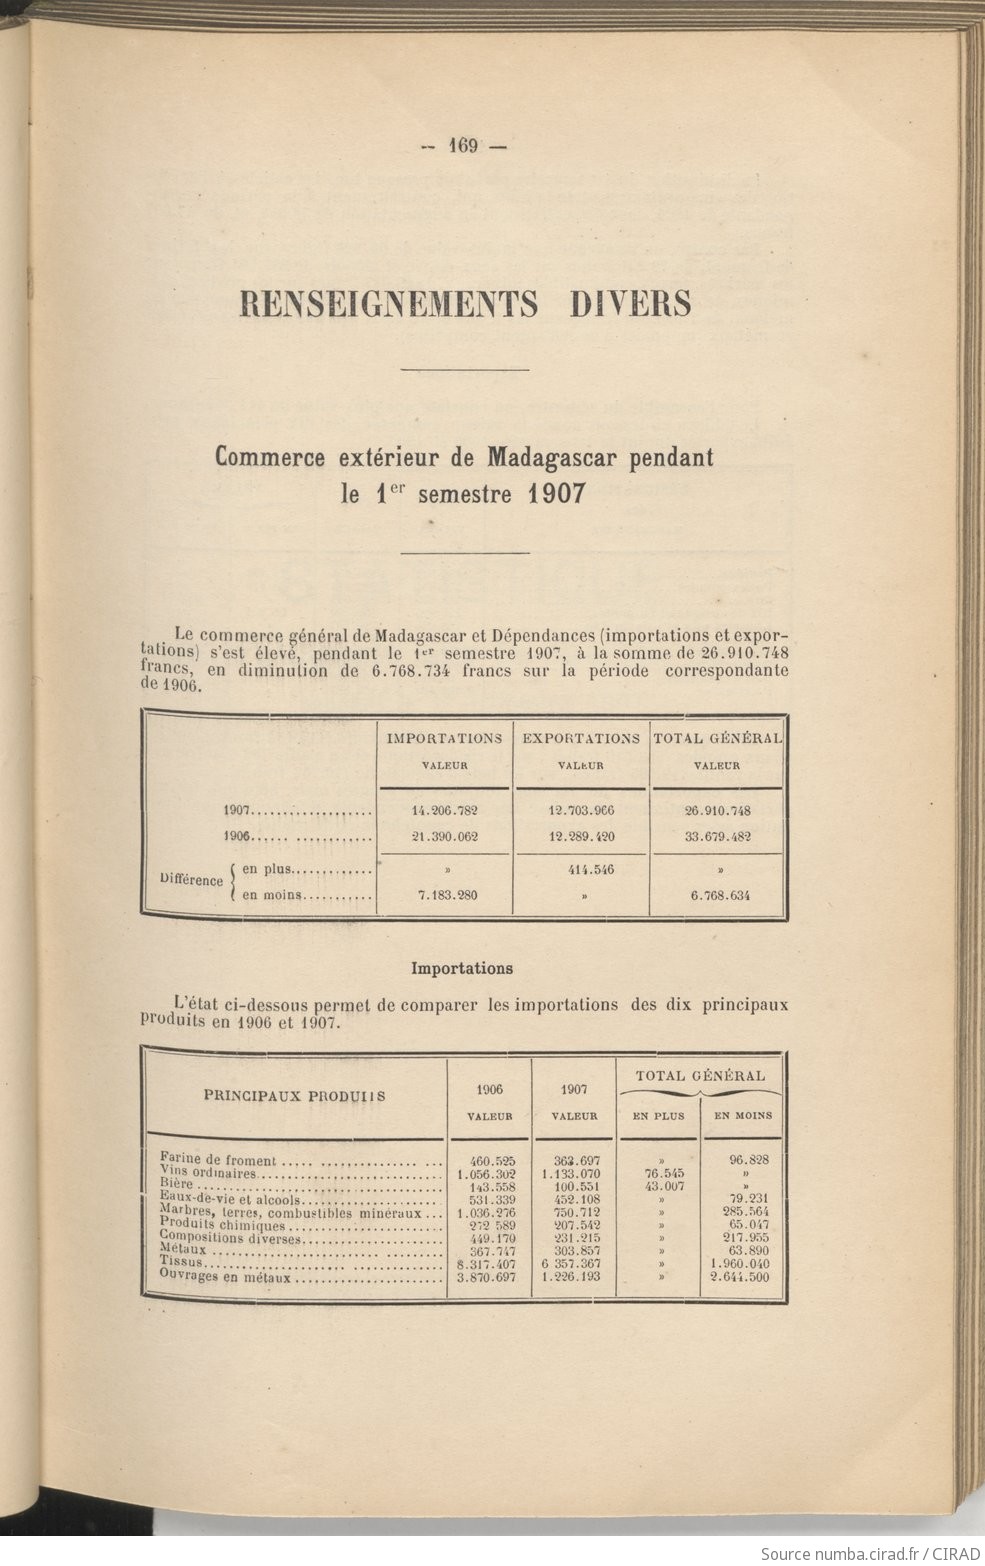 — 169 —
RENSEIGNEMENTS DIVERS
Commerce extérieur de Madagascar pendant
le 1er semestre 1907
Le commerce général de Madagascar et Dépendances (importations et expor-
tations) s'est élevé, pendant le 1er semestre 1907, à la somme de 26.910.748
francs, en diminution de 6.768.734 francs sur la période correspondante
de 1906.
IMPORTATIONS EXPORTATIONS TOTAL GÉNÉRAL
VALEUR VALEUR VALEUR
1907.................. 14.206.782 12.703.966 26.910.748
1906...... ............ 21.390.062 12.289.420 33.679.482
Différence { en plus............. » 414.546 »
en moins........... 7.183.280 » 6.768.634
Importations
L'état ci-dessous permet de comparer les importations des dix principaux
produits en 1906 et 1907.
PRINCIPAUX PRODUITS 1906 1907 TOTAL GÉNÉRAL
VALEUR VALEUR EN PLUS EN MOINS
Farine de froment ..... ............... ... 460.525 363.697 » 96.828
Vins ordinaires............................ 1.056.302 1.133.070 76.545 »
Bière ..................................... 143.558 100.551 43.007 »
Eaux-de-vie et alcools..................... 531.339 452.108 » 79.231
Marbres, terres, combustibles minéraux ... 1.036.276 750.712 » 285.564
Produits chimiques ........................ 272 589 207.542 » 65.047
Compositions diverses...................... 449.170 231.215 » 217.955
Métaux .......................... ......... 367.747 303.857 » 63.890
Tissus....................... .............. 8.317.407 6 357.367 » 1.960.040
Ouvrages en métaux ....................... 3.870.697 1.226.193 » 2.644.500
Source numba.cirad.fr / CIRAD